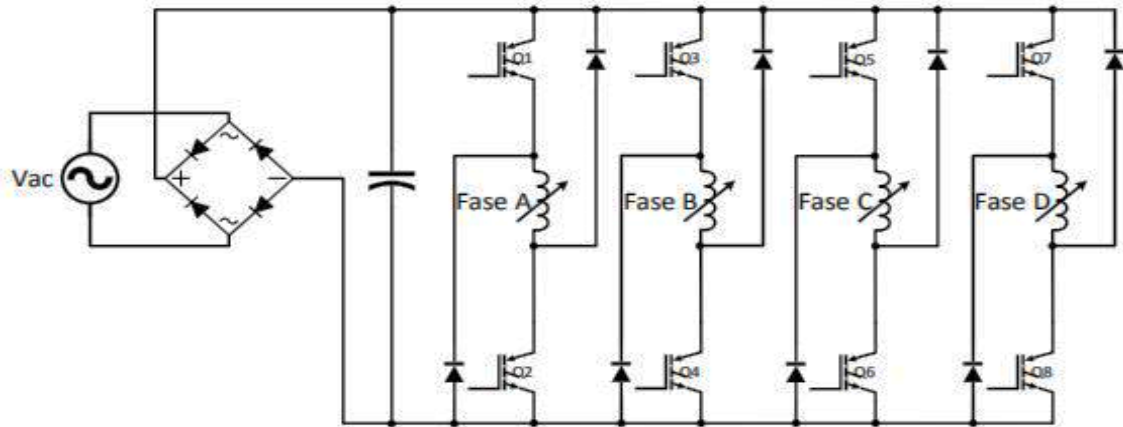 Q1 Q3 Q5 Q7
Vac
+ ~ ~ −
Fase A Fase B Fase C Fase D
Q2 Q4 Q6 Q8